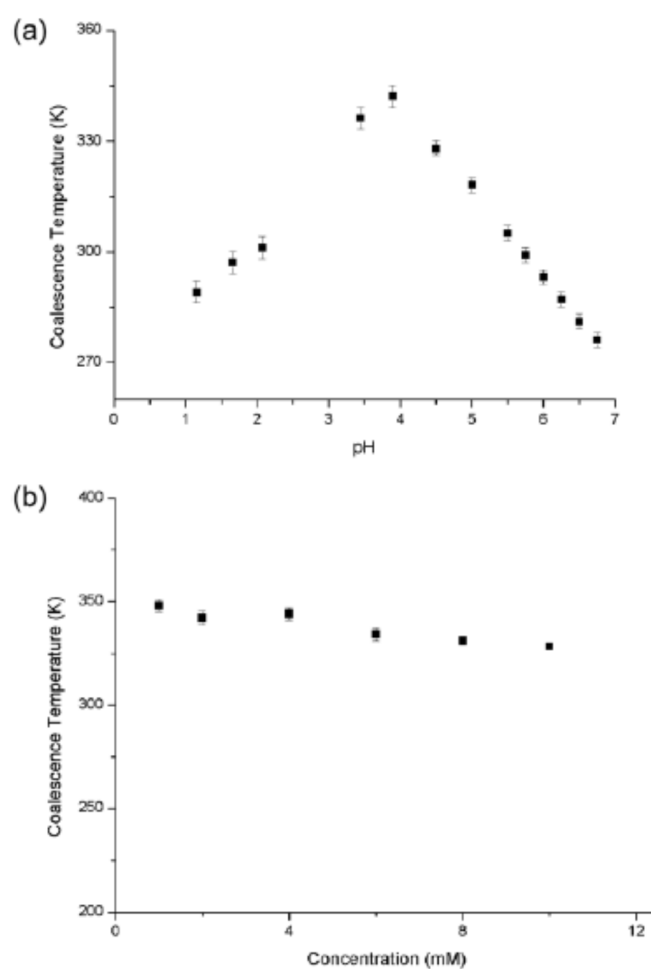 (a)
360
330
300
270
Coalescence Temperature (K)
0 1 2 3 4 5 6 7
pH
(b)
400
350
300
250
200
Coalescence Temperature (K)
0 4 8 12
Concentration (mM)